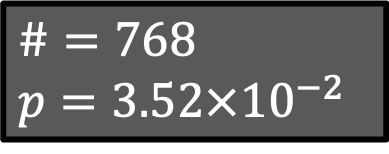 # = 768
p = 3.52×10⁻²